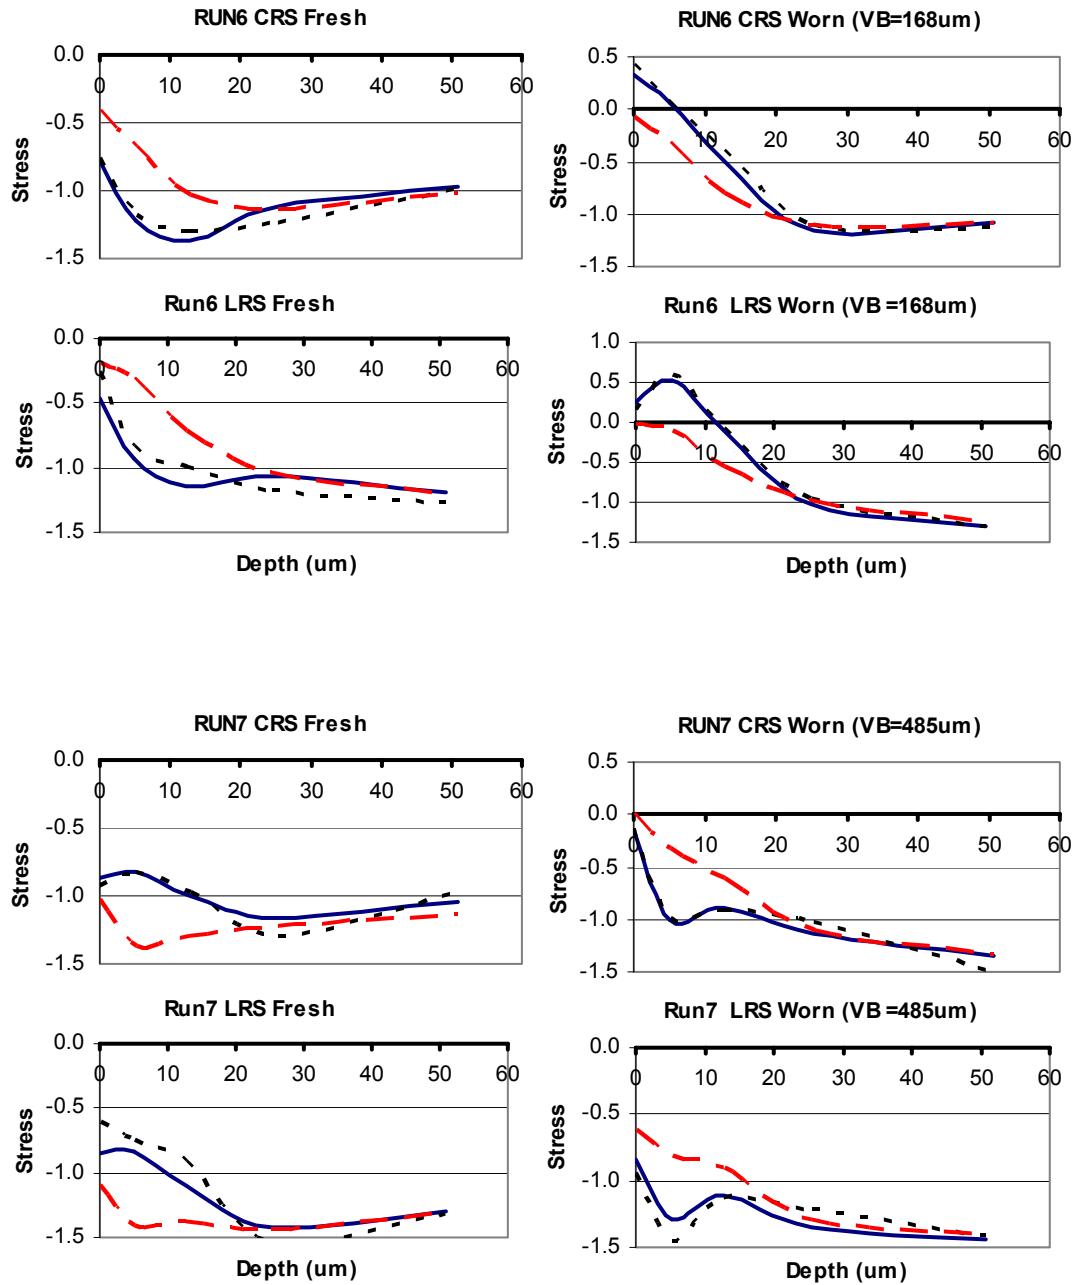 RUN6 CRS Fresh
0.0
-0.5
-1.0
-1.5
0 10 20 30 40 50 60
Stress
RUN6 CRS Worn (VB=168um)
0.5
0.0
-0.5
-1.0
-1.5
0 10 20 30 40 50 60
Stress
Run6 LRS Fresh
0.0
-0.5
-1.0
-1.5
0 10 20 30 40 50 60
Stress
Depth (um)
Run6 LRS Worn (VB =168um)
1.0
0.5
0.0
-0.5
-1.0
-1.5
0 10 20 30 40 50 60
Stress
Depth (um)
RUN7 CRS Fresh
0.0
-0.5
-1.0
-1.5
0 10 20 30 40 50 60
Stress
RUN7 CRS Worn (VB=485um)
0.5
0.0
-0.5
-1.0
-1.5
0 10 20 30 40 50 60
Stress
Run7 LRS Fresh
0.0
-0.5
-1.0
-1.5
0 10 20 30 40 50 60
Stress
Depth (um)
Run7 LRS Worn (VB =485um)
0.0
-0.5
-1.0
-1.5
0 10 20 30 40 50 60
Stress
Depth (um)